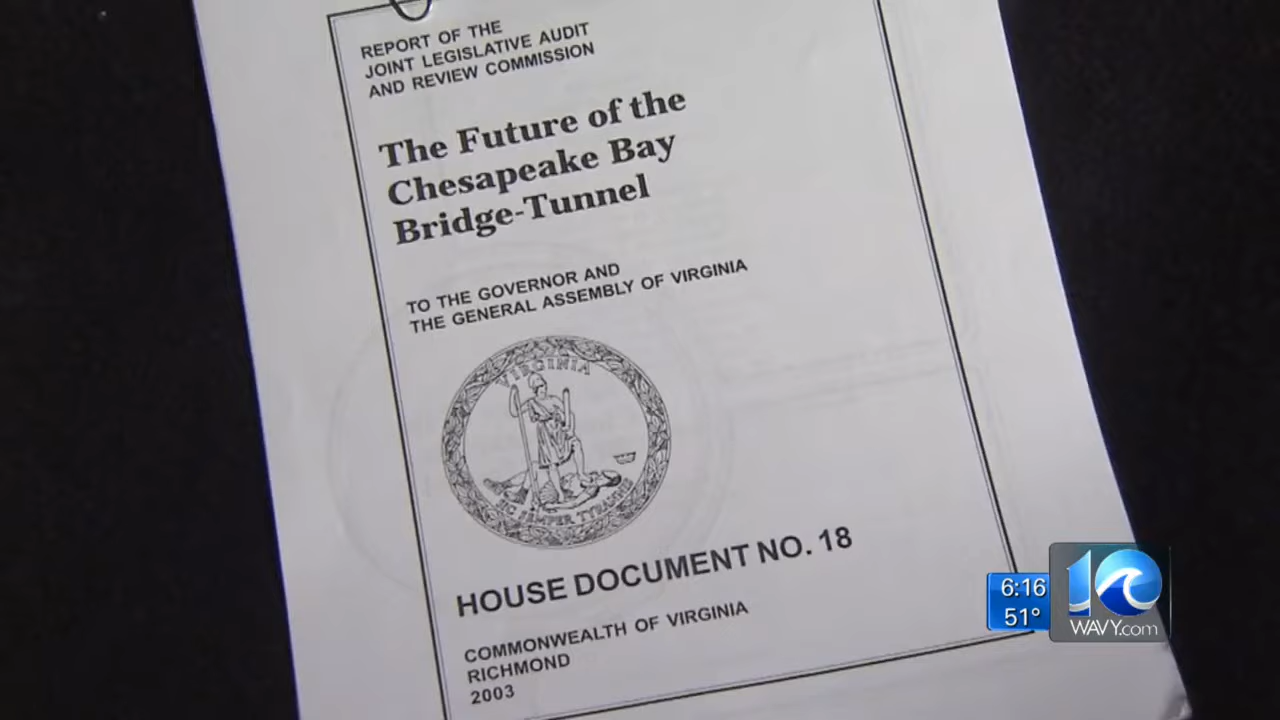 REPORT OF THE
JOINT LEGISLATIVE AUDIT
AND REVIEW COMMISSION
The Future of the
Chesapeake Bay
Bridge-Tunnel
TO THE GOVERNOR AND
THE GENERAL ASSEMBLY OF VIRGINIA
VIRGINIA
SIC SEMPER TYRANNIS
HOUSE DOCUMENT NO. 18
COMMONWEALTH OF VIRGINIA
RICHMOND
2003
6:16
51°
10
WAVY.com